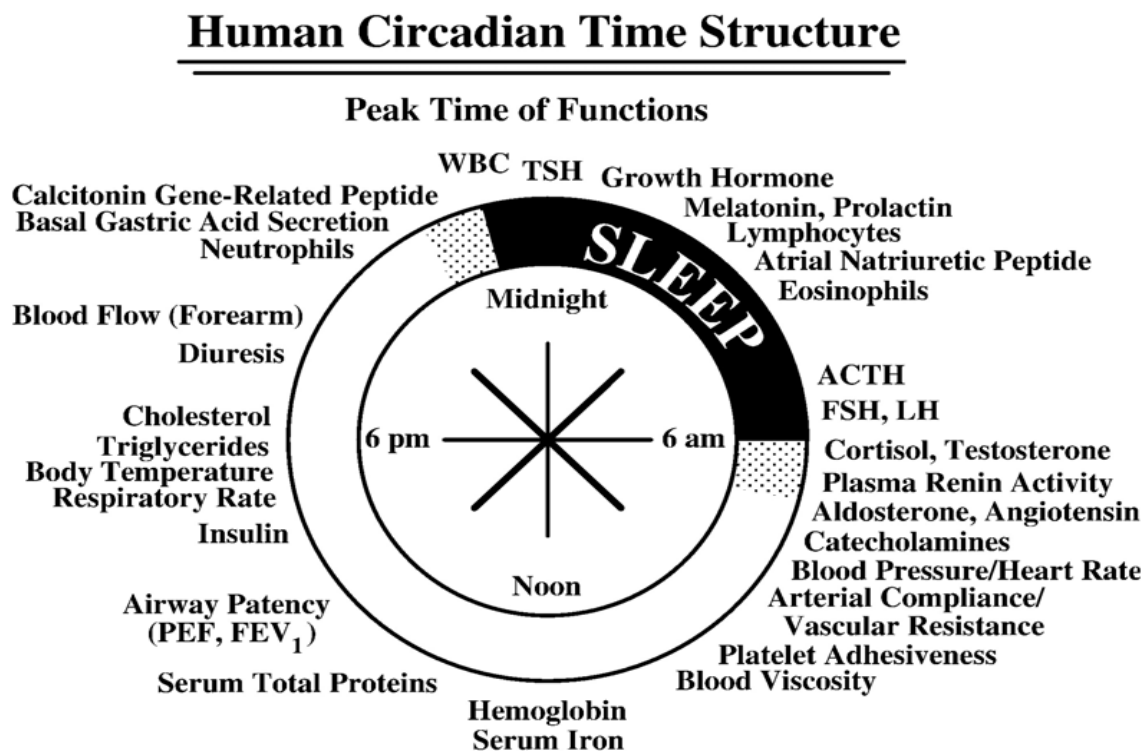 Human Circadian Time Structure
Peak Time of Functions
WBC
TSH
Growth Hormone
Melatonin, Prolactin
Lymphocytes
Atrial Natriuretic Peptide
Eosinophils
ACTH
FSH, LH
Cortisol, Testosterone
Plasma Renin Activity
Aldosterone, Angiotensin
Catecholamines
Blood Pressure/Heart Rate
Arterial Compliance/
Vascular Resistance
Platelet Adhesiveness
Blood Viscosity
Hemoglobin
Serum Iron
Serum Total Proteins
Airway Patency
(PEF, FEV1)
Insulin
Respiratory Rate
Body Temperature
Triglycerides
Cholesterol
Diuresis
Blood Flow (Forearm)
Neutrophils
Basal Gastric Acid Secretion
Calcitonin Gene-Related Peptide
SLEEP
Midnight
6 am
Noon
6 pm